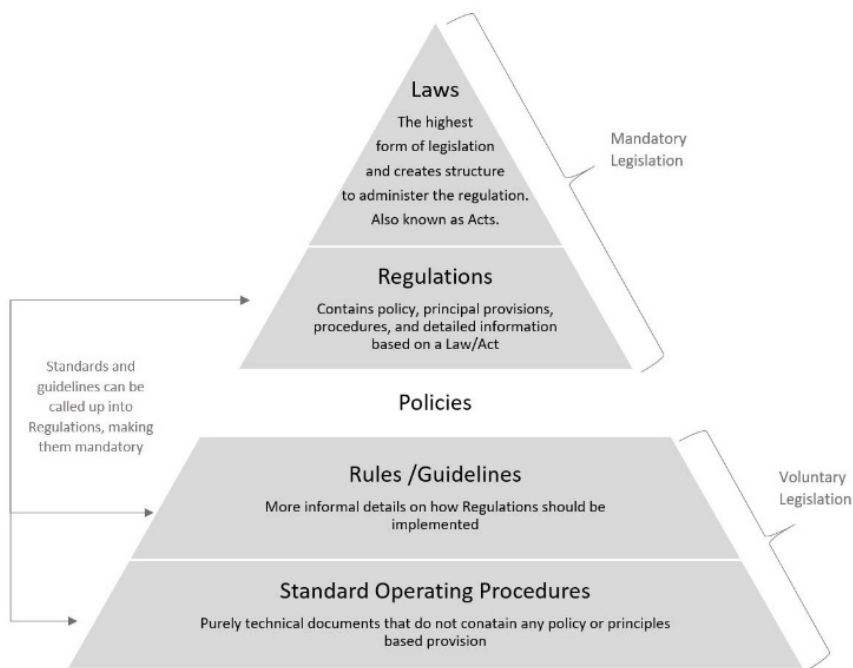 Laws
The highest
form of legislation
and creates structure
to administer the regulation.
Also known as Acts.
Mandatory
Legislation
Regulations
Contains policy, principal provisions,
procedures, and detailed information
based on a Law/Act
Standards and
guidelines can be
called up into
Regulations, making
them mandatory
Policies
Rules /Guidelines
More informal details on how Regulations should be
implemented
Voluntary
Legislation
Standard Operating Procedures
Purely technical documents that do not conatain any policy or principles
based provision